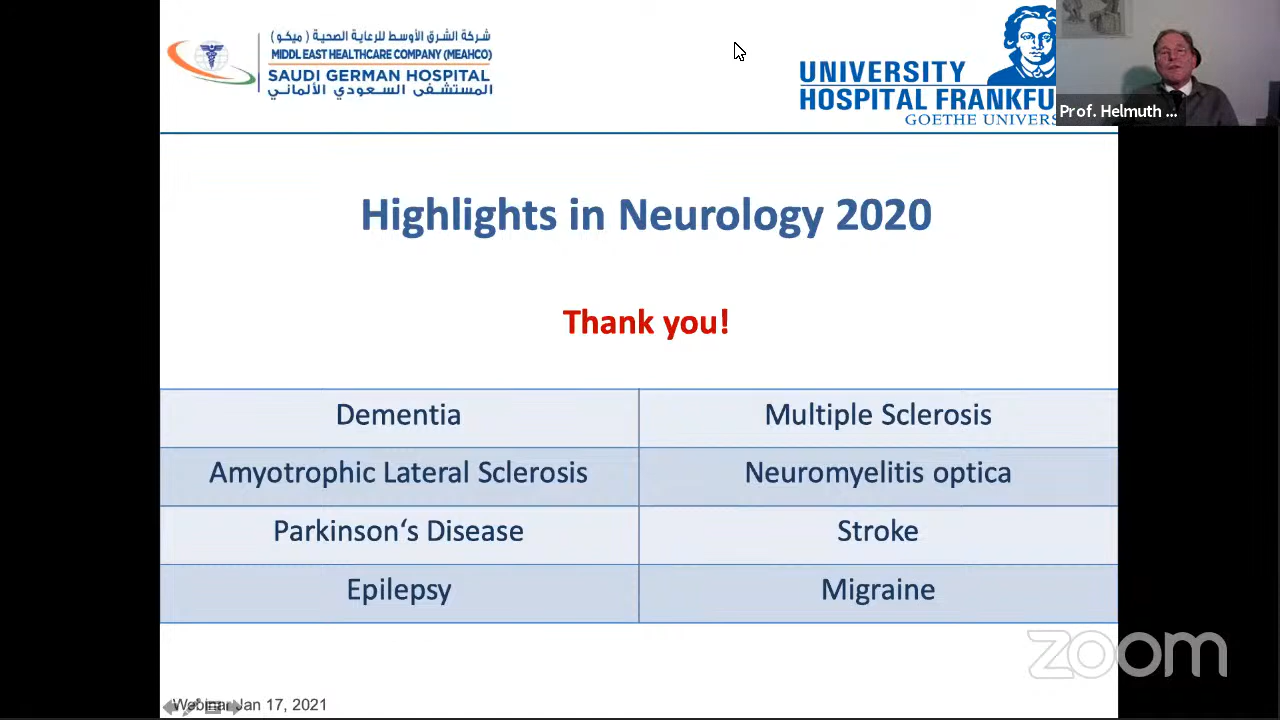 شركة الشرق الأوسط للرعاية الصحية ( ميكو )
MIDDLE EAST HEALTHCARE COMPANY (MEAHCO)
SAUDI GERMAN HOSPITAL
المستشفى السعودي الألماني
UNIVERSITY
HOSPITAL FRANKFU
GOETHE UNIVERS
Prof. Helmuth ...
Highlights in Neurology 2020
Thank you!
Dementia
Multiple Sclerosis
Amyotrophic Lateral Sclerosis
Neuromyelitis optica
Parkinson‘s Disease
Stroke
Epilepsy
Migraine
zoom
Webinar Jan 17, 2021